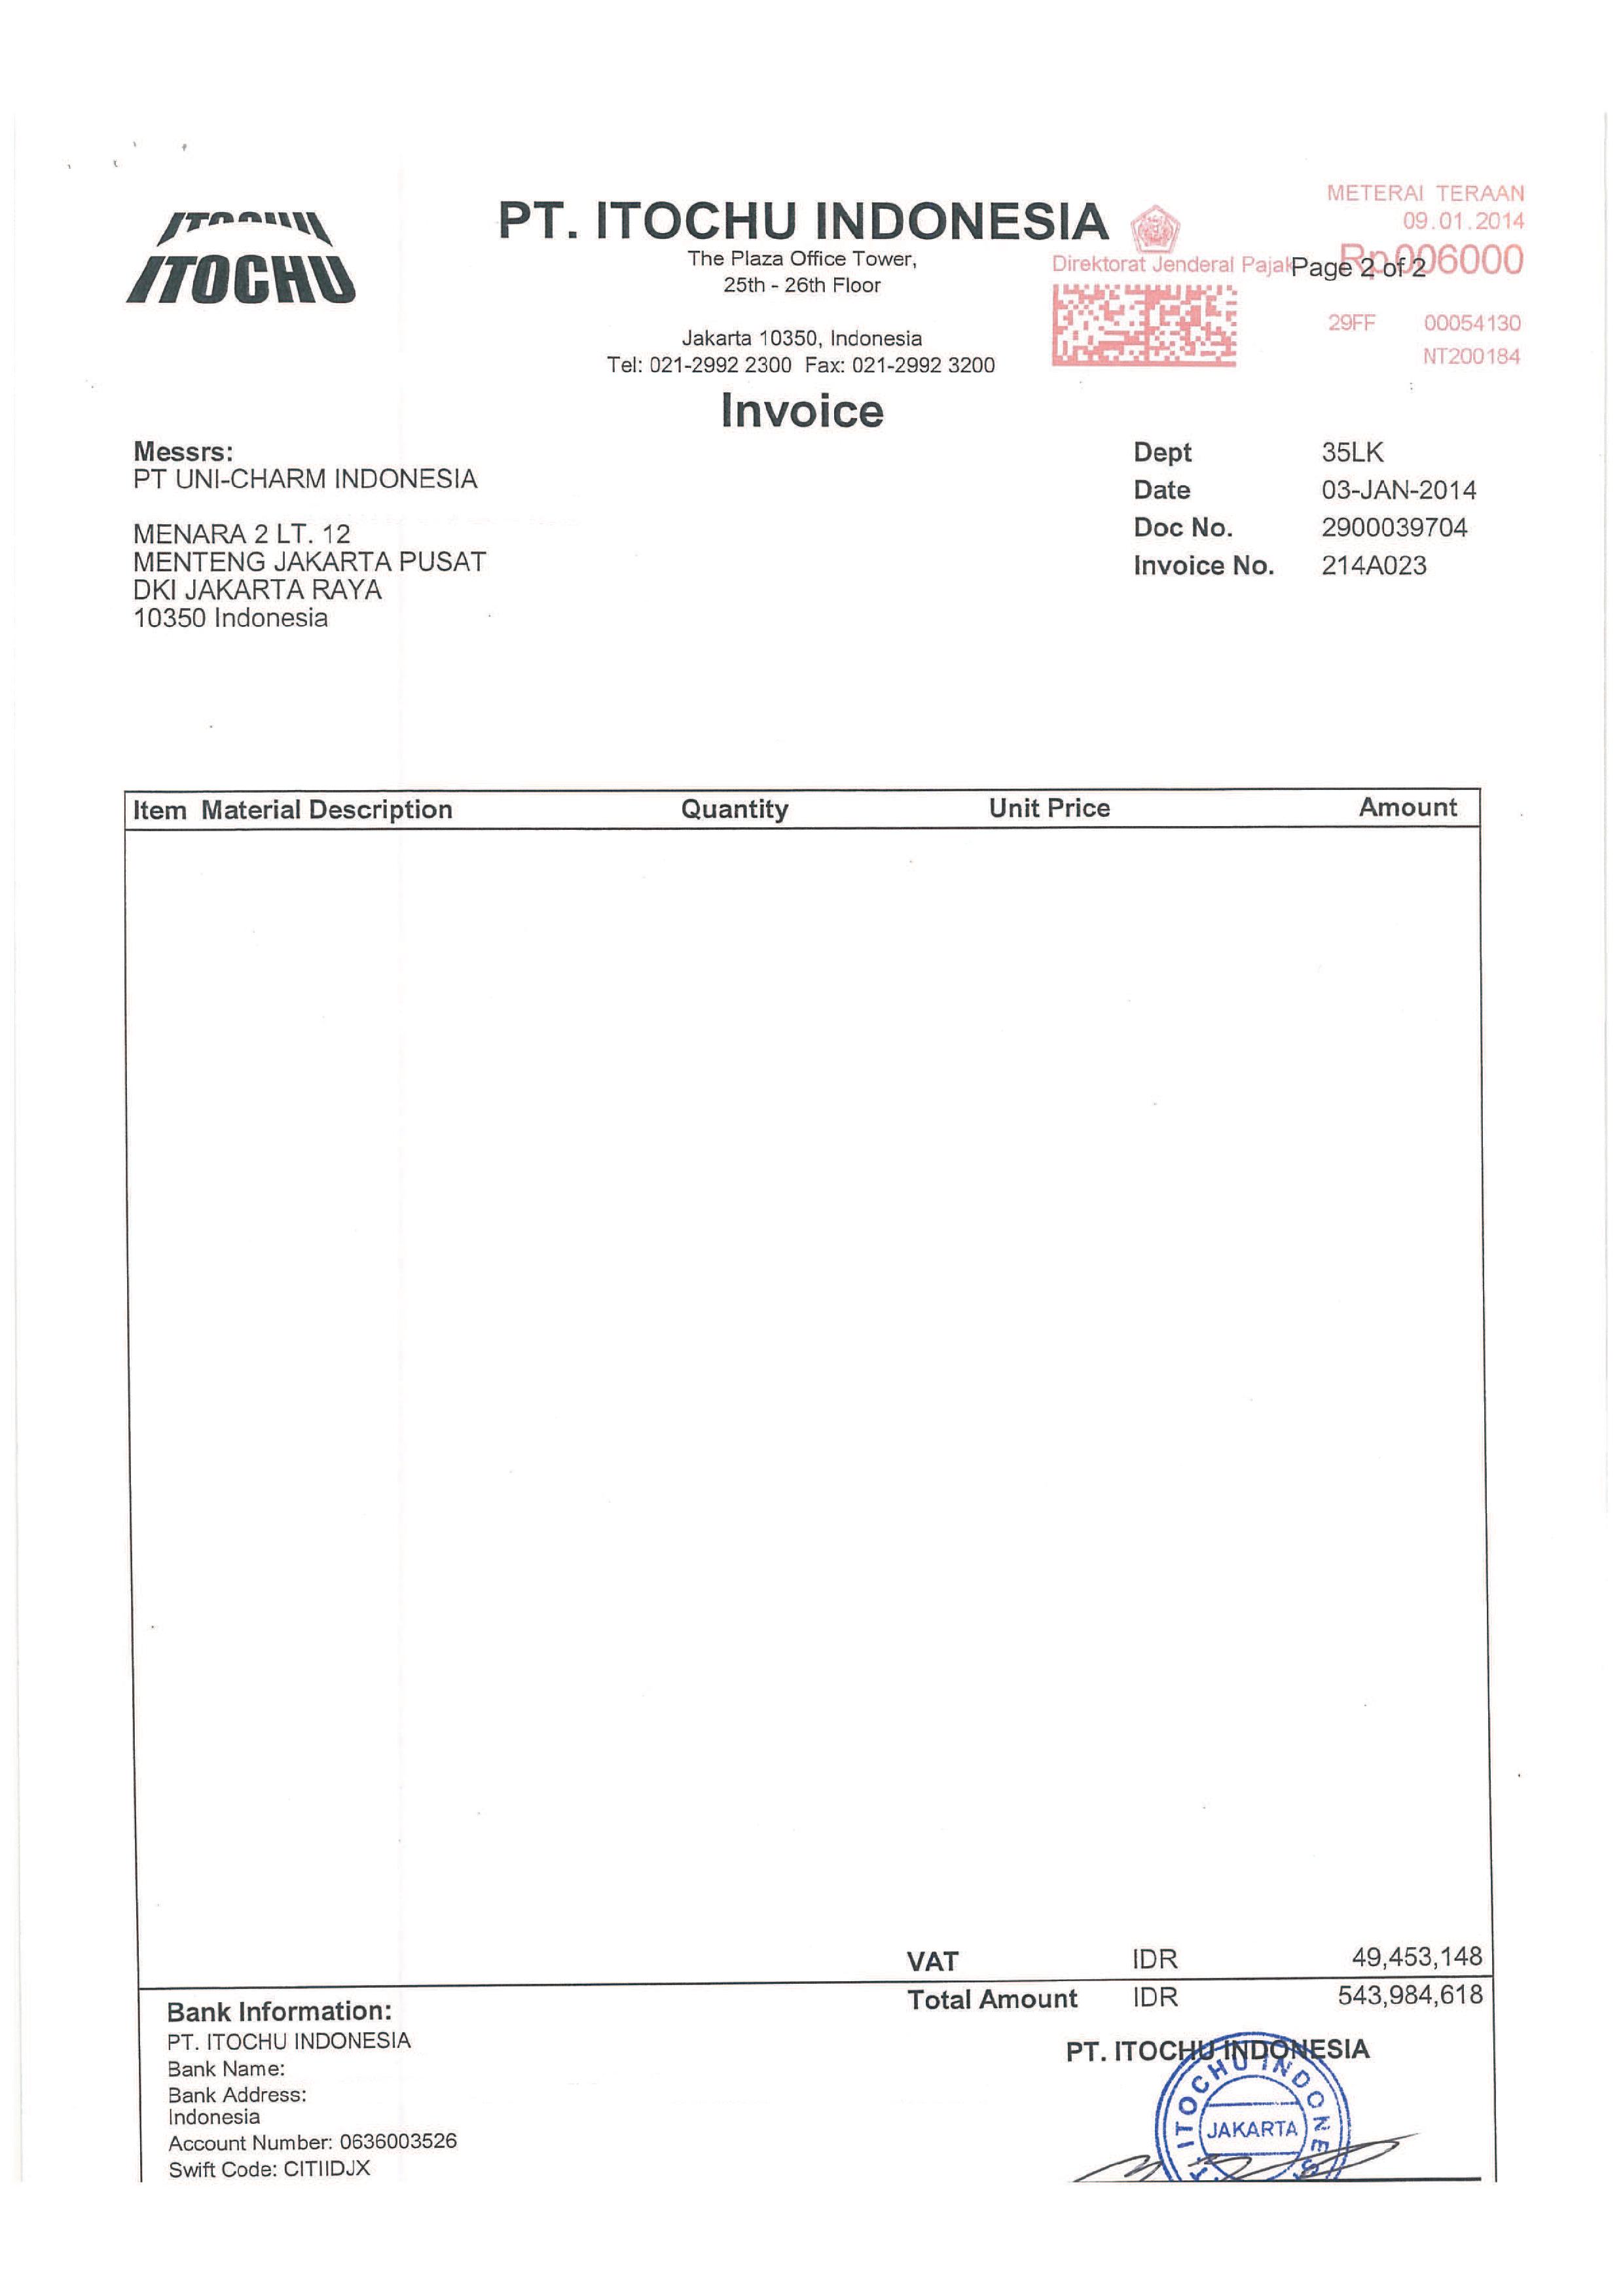 ITOCHU
ITOCHU
PT. ITOCHU INDONESIA
The Plaza Office Tower,
25th - 26th Floor
Jakarta 10350, Indonesia
Tel: 021-2992 2300 Fax: 021-2992 3200
METERAI TERAAN
09.01.2014
Direktorat Jenderal Pajak
Rp006000
Page 2 of 2
29FF 00054130
NT200184
Invoice
Messrs:
PT UNI-CHARM INDONESIA
MENARA 2 LT. 12
MENTENG JAKARTA PUSAT
DKI JAKARTA RAYA
10350 Indonesia
Dept 35LK
Date 03-JAN-2014
Doc No. 2900039704
Invoice No. 214A023
Item Material Description Quantity Unit Price Amount
VAT IDR 49,453,148
Total Amount IDR 543,984,618
Bank Information:
PT. ITOCHU INDONESIA
Bank Name:
Bank Address:
Indonesia
Account Number: 0636003526
Swift Code: CITIIDJX
PT. ITOCHU INDONESIA
ITOCHU INDONES
JAKARTA